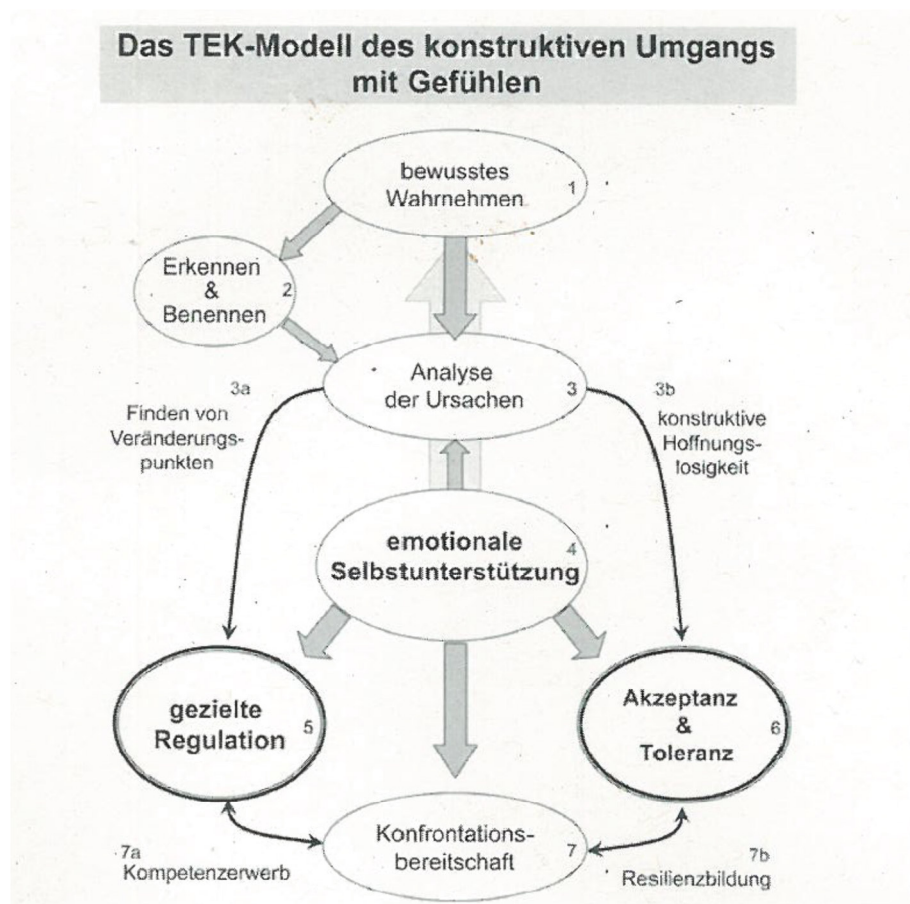 Das TEK-Modell des konstruktiven Umgangs
mit Gefühlen
bewusstes
Wahrnehmen
1
Erkennen
&
Benennen
2
Analyse
der Ursachen
3
3a
Finden von
Veränderungs-
punkten
3b
konstruktive
Hoffnungs-
losigkeit
emotionale
Selbstunterstützung
4
gezielte
Regulation
5
Akzeptanz
&
Toleranz
6
Konfrontations-
bereitschaft
7
7a
Kompetenzerwerb
7b
Resilienzbildung